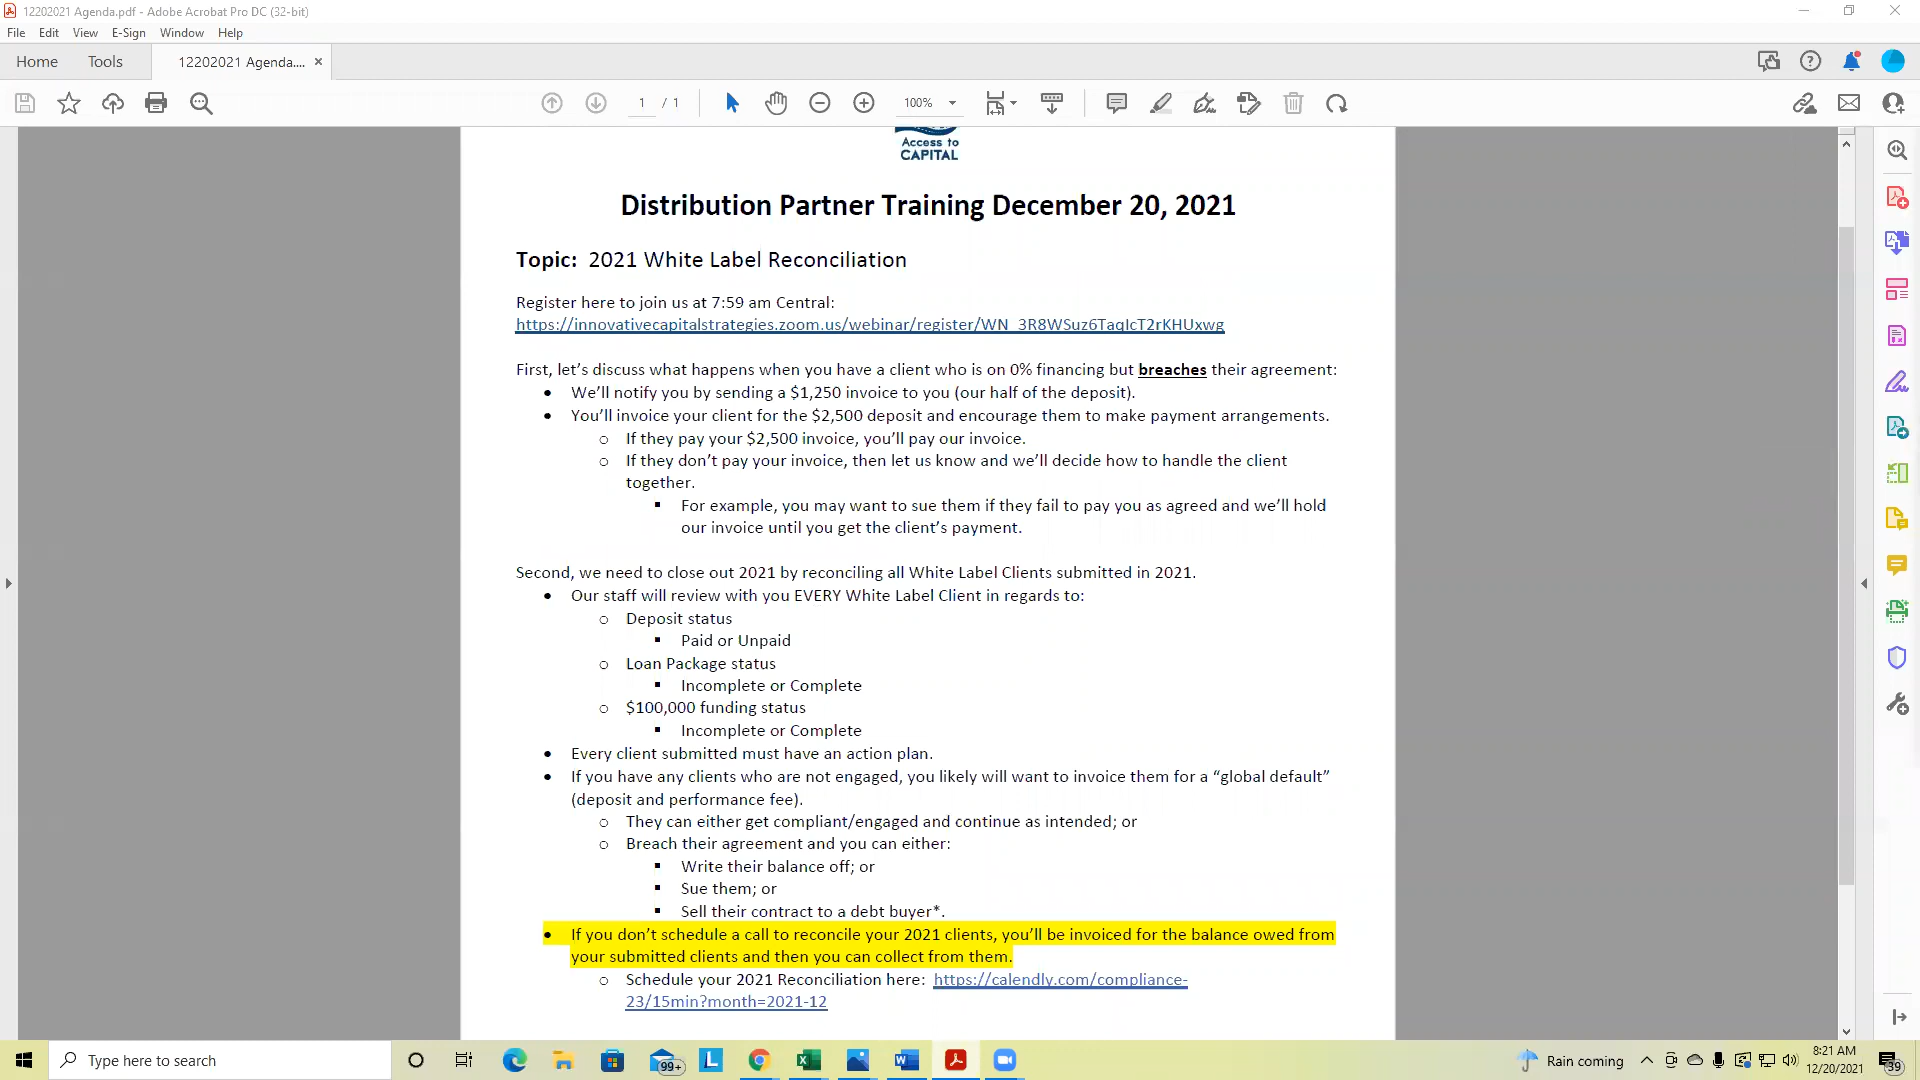 12202021 Agenda.pdf - Adobe Acrobat Pro DC (32-bit)
File Edit View E-Sign Window Help
Home Tools 12202021 Agenda.... ×
1 / 1 100%
Access to
CAPITAL
Distribution Partner Training December 20, 2021
Topic: 2021 White Label Reconciliation
Register here to join us at 7:59 am Central:
https://innovativecapitalstrategies.zoom.us/webinar/register/WN_3R8WSuz6TaqIcT2rKHUxwg
First, let's discuss what happens when you have a client who is on 0% financing but breaches their agreement:
• We'll notify you by sending a $1,250 invoice to you (our half of the deposit).
• You'll invoice your client for the $2,500 deposit and encourage them to make payment arrangements.
o If they pay your $2,500 invoice, you'll pay our invoice.
o If they don't pay your invoice, then let us know and we'll decide how to handle the client
together.
▪ For example, you may want to sue them if they fail to pay you as agreed and we'll hold
our invoice until you get the client's payment.
Second, we need to close out 2021 by reconciling all White Label Clients submitted in 2021.
• Our staff will review with you EVERY White Label Client in regards to:
o Deposit status
▪ Paid or Unpaid
o Loan Package status
▪ Incomplete or Complete
o $100,000 funding status
▪ Incomplete or Complete
• Every client submitted must have an action plan.
• If you have any clients who are not engaged, you likely will want to invoice them for a “global default”
(deposit and performance fee).
o They can either get compliant/engaged and continue as intended; or
o Breach their agreement and you can either:
▪ Write their balance off; or
▪ Sue them; or
▪ Sell their contract to a debt buyer*.
• If you don't schedule a call to reconcile your 2021 clients, you'll be invoiced for the balance owed from
your submitted clients and then you can collect from them.
o Schedule your 2021 Reconciliation here: https://calendly.com/compliance-
23/15min?month=2021-12
Type here to search
99+
Rain coming
8:21 AM
12/20/2021
39